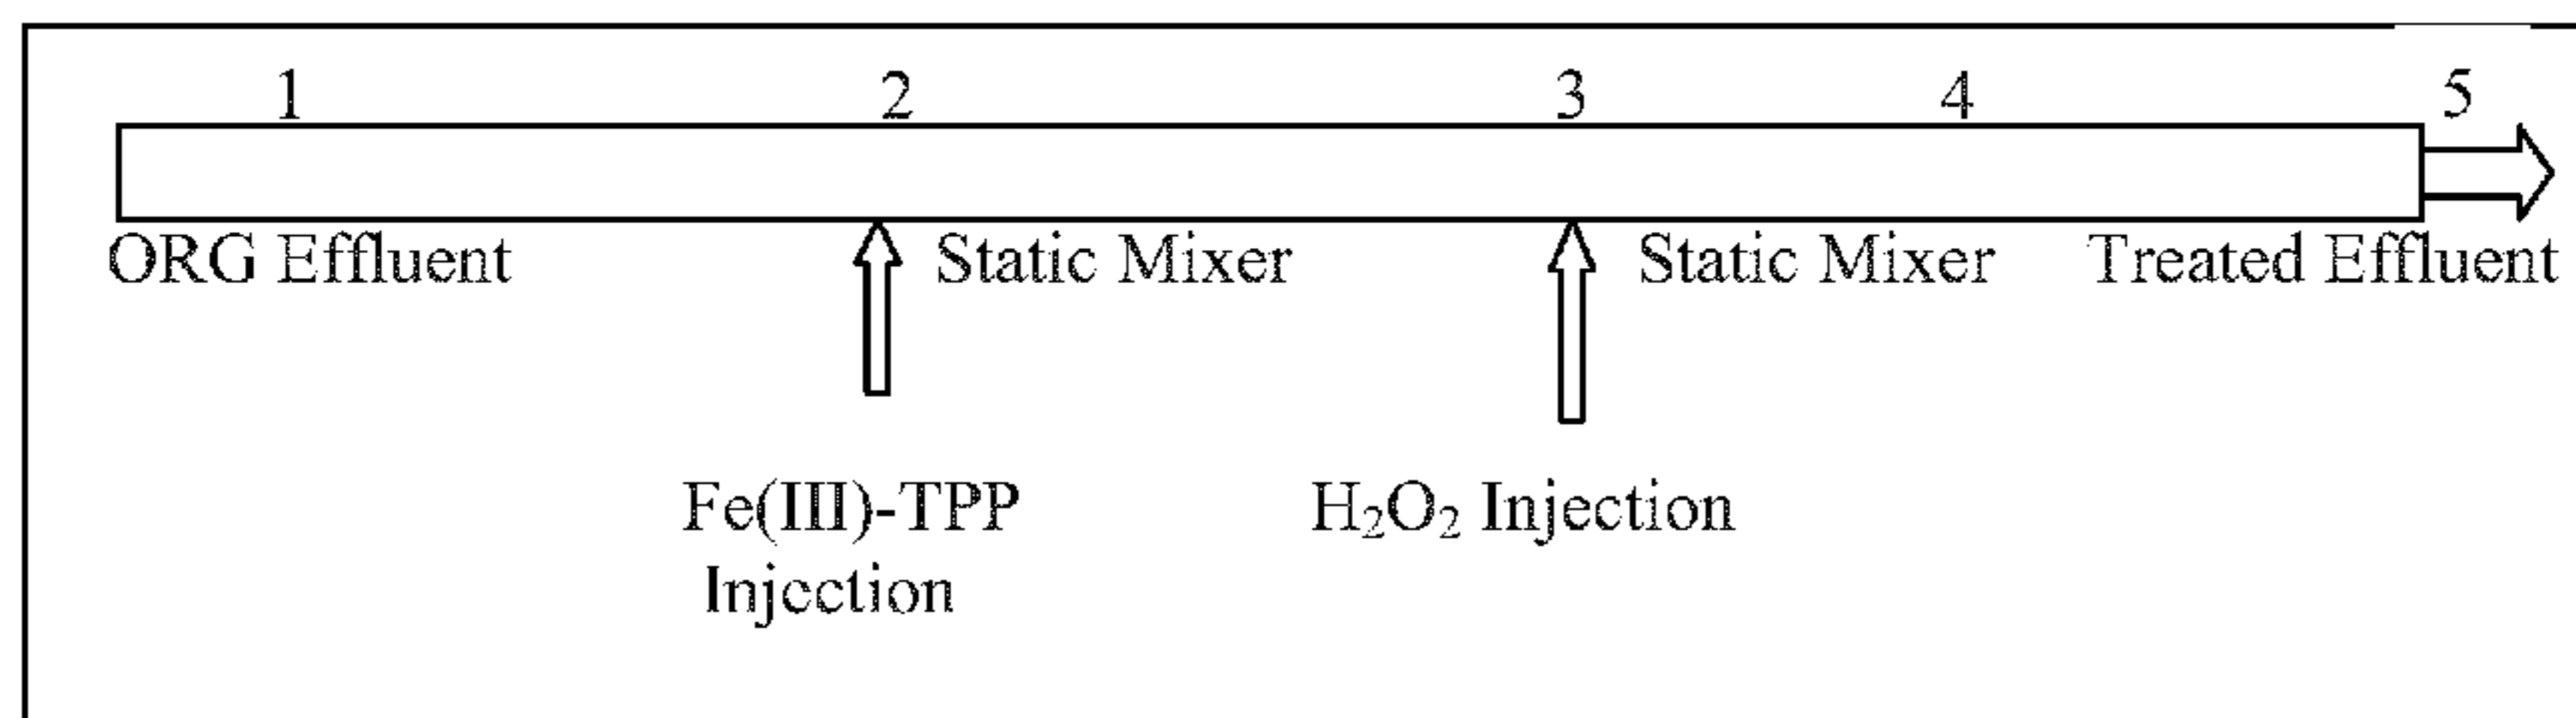 1 2 3 4 5
ORG Effluent Static Mixer Static Mixer Treated Effluent
Fe(III)-TPP H₂O₂ Injection
Injection